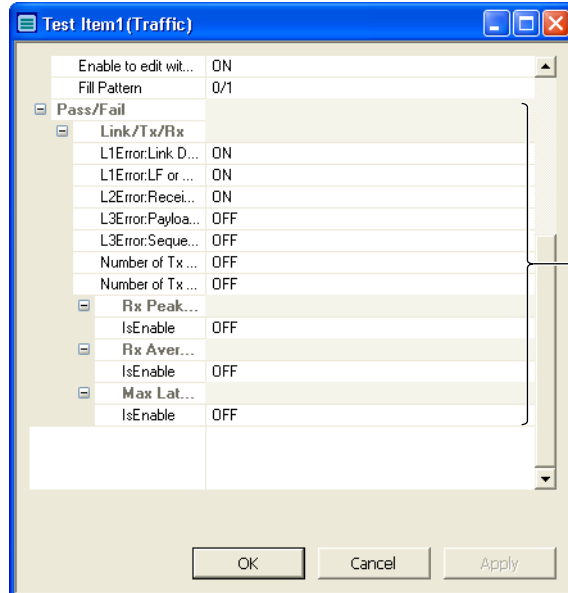 Test Item1(Traffic)
Enable to edit wit... ON
Fill Pattern 0/1
Pass/Fail
Link/Tx/Rx
L1Error:Link D... ON
L1Error:LF or ... ON
L2Error:Recei... ON
L3Error:Payloa... OFF
L3Error:Seque... OFF
Number of Tx ... OFF
Number of Tx ... OFF
Rx Peak...
IsEnable OFF
Rx Aver...
IsEnable OFF
Max Lat...
IsEnable OFF
OK Cancel Apply